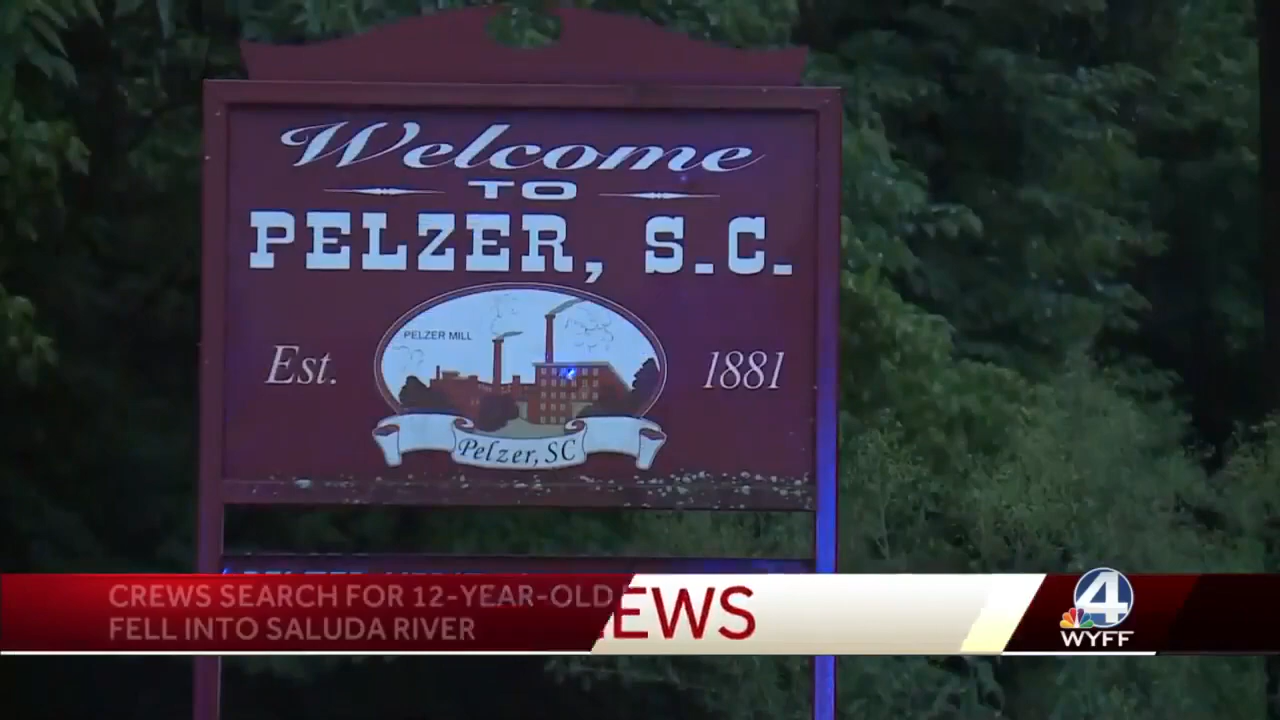 Welcome
TO
PELZER, S.C.
PELZER MILL
Est.
1881
Pelzer, SC
CREWS SEARCH FOR 12-YEAR-OLD
FELL INTO SALUDA RIVER
EWS
4
WYFF